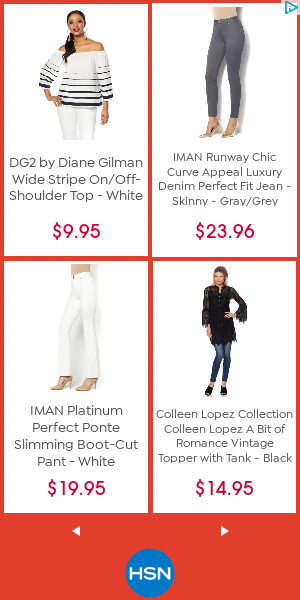 DG2 by Diane Gilman
Wide Stripe On/Off-
Shoulder Top - White
$9.95
IMAN Runway Chic
Curve Appeal Luxury
Denim Perfect Fit Jean -
Skinny - Gray/Grey
$23.96
IMAN Platinum
Perfect Ponte
Slimming Boot-Cut
Pant - White
$19.95
Colleen Lopez Collection
Colleen Lopez A Bit of
Romance Vintage
Topper with Tank - Black
$14.95
HSN